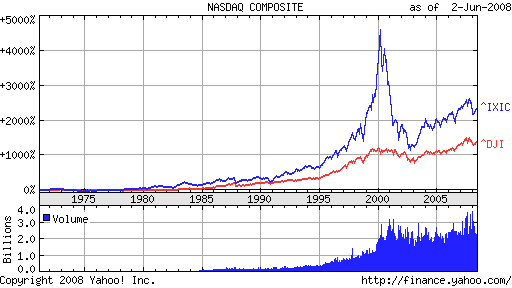 NASDAQ COMPOSITE as of 2-Jun-2008
+5000%
+4000%
+3000%
+2000%
+1000%
0%
^IXIC
^DJI
1975 1980 1985 1990 1995 2000 2005
4.0
3.0
2.0
1.0
0.0
Billions
Volume
Copyright 2008 Yahoo! Inc. http://finance.yahoo.com/